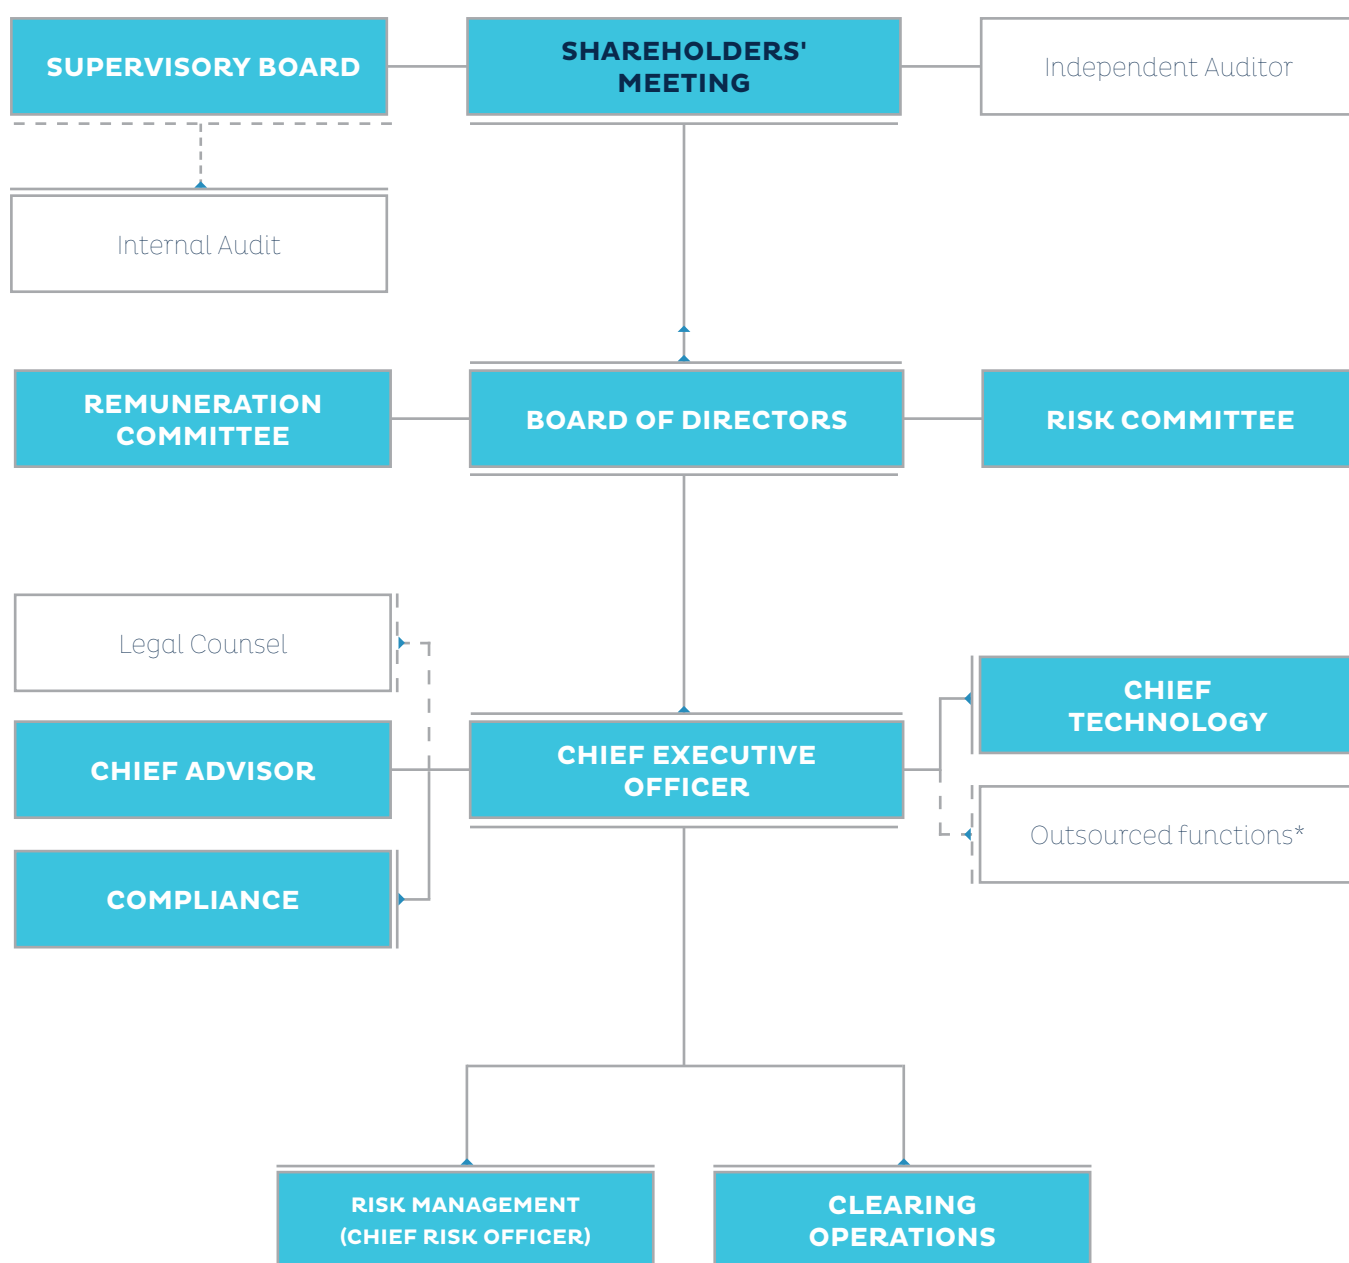 SUPERVISORY BOARD
SHAREHOLDERS'
MEETING
Independent Auditor
Internal Audit
REMUNERATION
COMMITTEE
BOARD OF DIRECTORS
RISK COMMITTEE
Legal Counsel
CHIEF ADVISOR
COMPLIANCE
CHIEF EXECUTIVE
OFFICER
CHIEF
TECHNOLOGY
Outsourced functions*
RISK MANAGEMENT
(CHIEF RISK OFFICER)
CLEARING
OPERATIONS